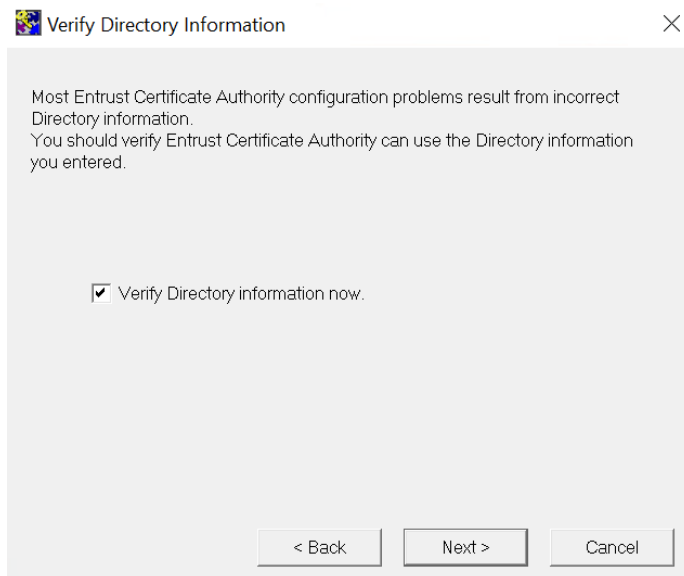 Verify Directory Information
Most Entrust Certificate Authority configuration problems result from incorrect
Directory information.
You should verify Entrust Certificate Authority can use the Directory information
you entered.
Verify Directory information now.
< Back
Next >
Cancel